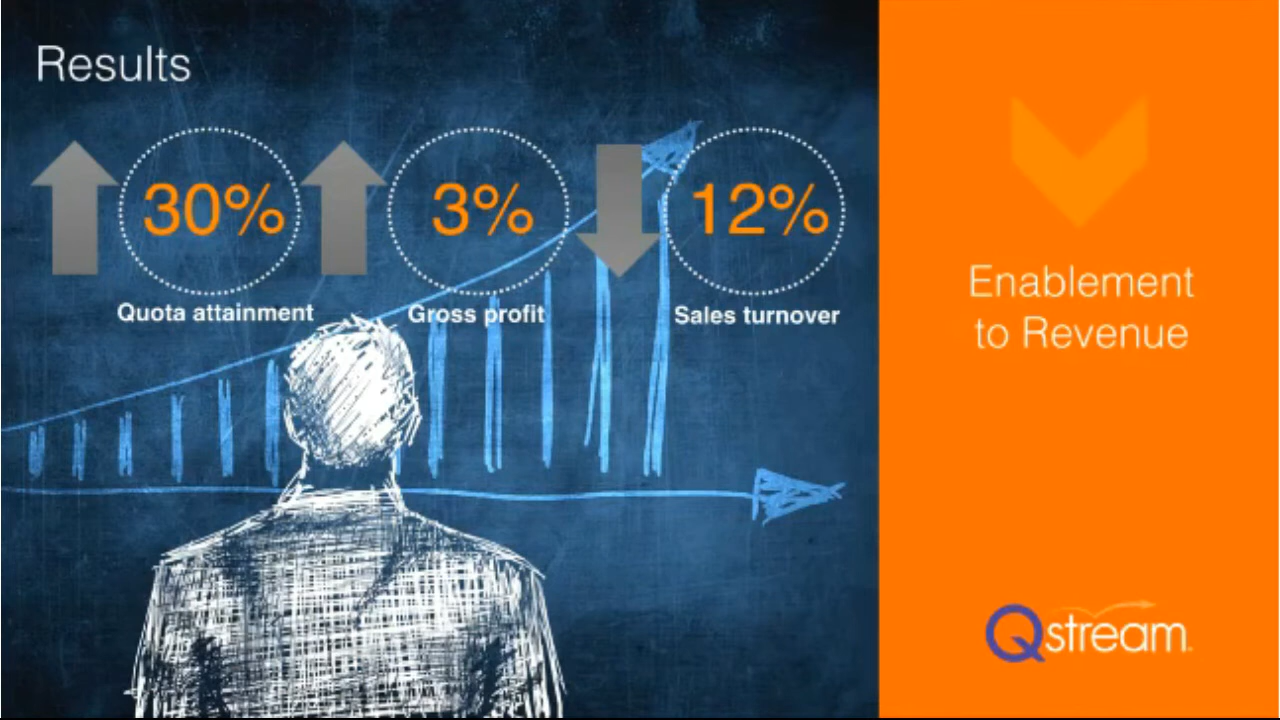 Results
30%
3%
12%
Quota attainment
Gross profit
Sales turnover
Enablement
to Revenue
Qstream